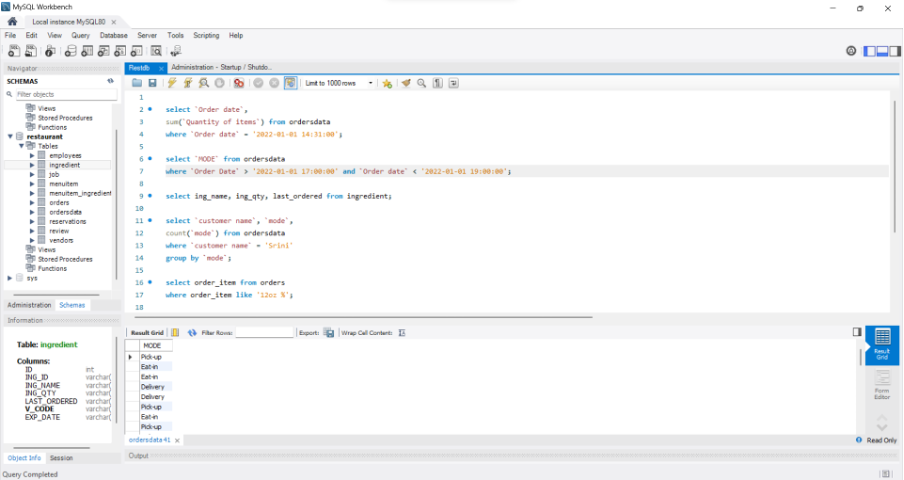 MySQL Workbench
Local instance MySQL80 ×
File Edit View Query Database Server Tools Scripting Help
Navigator
SCHEMAS
Filter objects
Views
Stored Procedures
Functions
restaurant
Tables
employees
ingredient
job
menuitem
menuitem_ingredient
orders
ordersdata
reservations
review
vendors
Views
Stored Procedures
Functions
sys
Administration Schemas
Information
Table: ingredient
Columns:
ID int
ING_ID varchar(
ING_NAME varchar(
ING_QTY varchar(
LAST_ORDERED varchar(
V_CODE varchar(
EXP_DATE varchar(
Object Info Session
Query Completed
Restdb × Administration - Startup / Shutdo...
Limit to 1000 rows
1
2 select `Order date`,
3 sum(`Quantity of items`) from ordersdata
4 where `Order date` = '2022-01-01 14:31:00';
5
6 select `MODE` from ordersdata
7 where `Order Date` > '2022-01-01 17:00:00' and `Order date` < '2022-01-01 19:00:00';
8
9 select ing_name, ing_qty, last_ordered from ingredient;
10
11 select `customer name`, `mode`,
12 count(`mode`) from ordersdata
13 where `customer name` = 'Srini'
14 group by `mode`;
15
16 select order_item from orders
17 where order_item like '12oz %';
18
Result Grid Filter Rows: Export: Wrap Cell Content:
MODE
Pick-up
Eat-in
Eat-in
Delivery
Delivery
Pick-up
Eat-in
Pick-up
Result Grid
Form Editor
ordersdata 41 × Read Only
Output